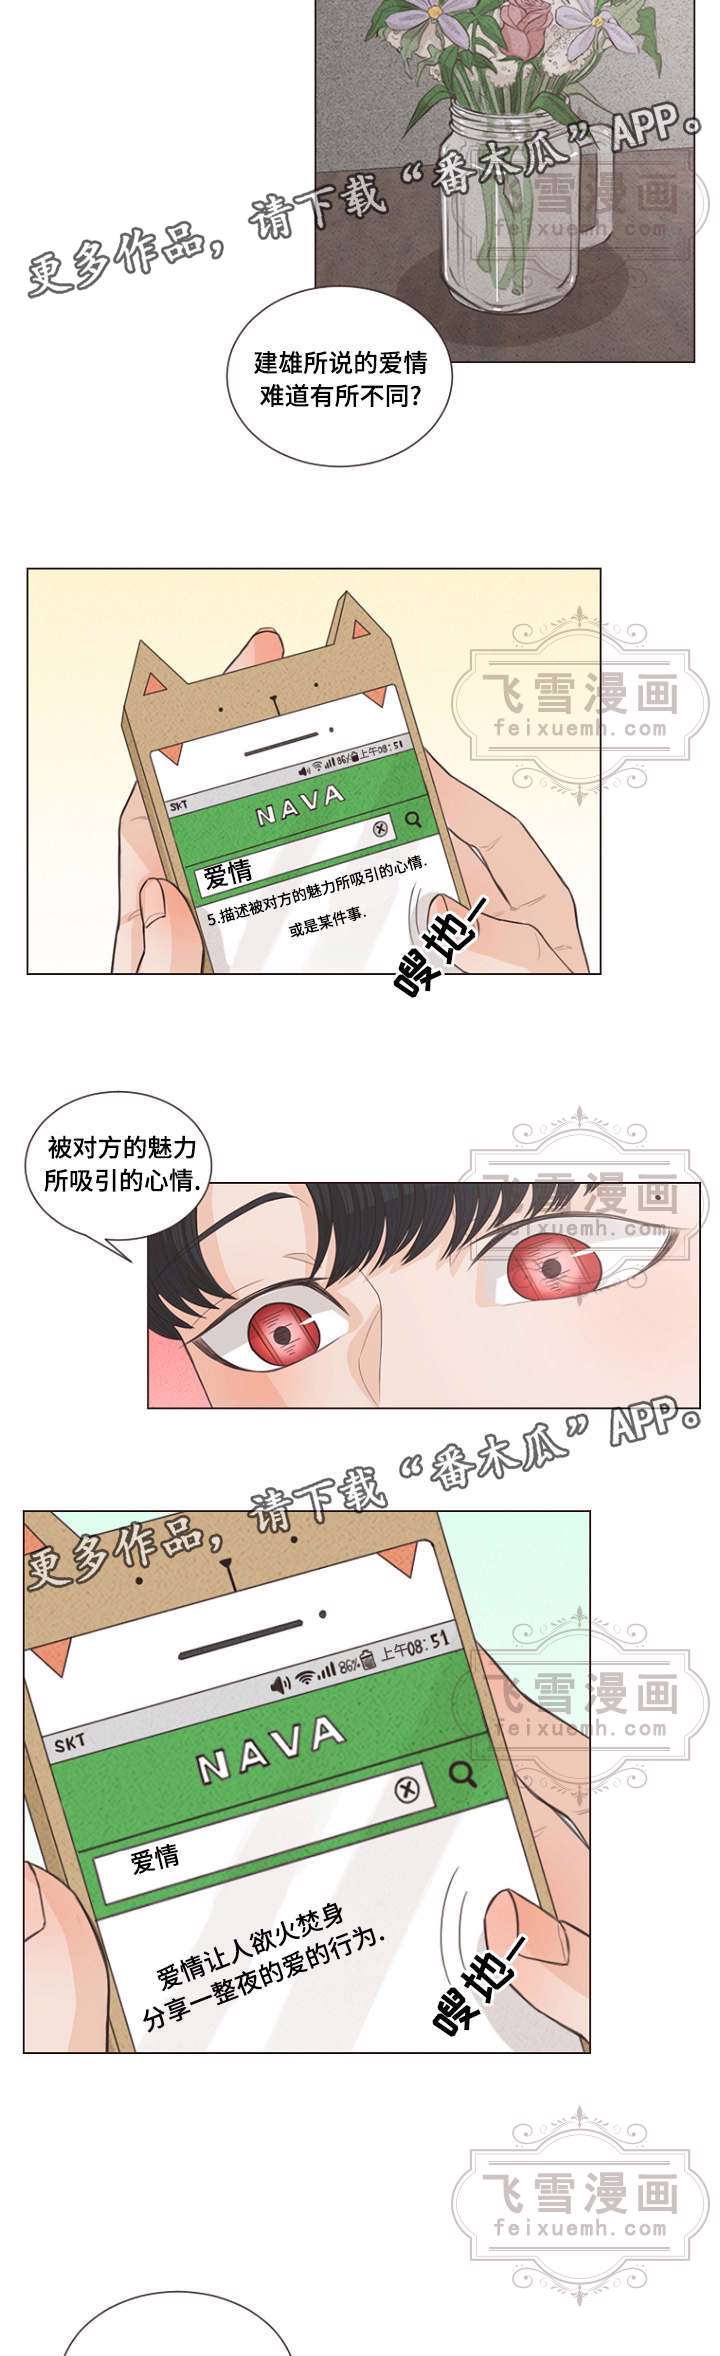 更多作品，请下载“番木瓜”APP。
飞雪漫画
feixuemh.com
建雄所说的爱情
难道有所不同?
飞雪漫画
feixuemh.com
86% 上午08:51
SKT
NAVA
爱情
5.描述被对方的魅力所吸引的心情.
或是某件事.
嗖地–
被对方的魅力
所吸引的心情.
飞雪漫画
feixuemh.com
更多作品，请下载“番木瓜”APP。
86% 上午08:51
SKT
NAVA
飞雪漫画
feixuemh.com
爱情
爱情让人欲火焚身
分享一整夜的爱的行为.
嗖地–
飞雪漫画
feixuemh.com